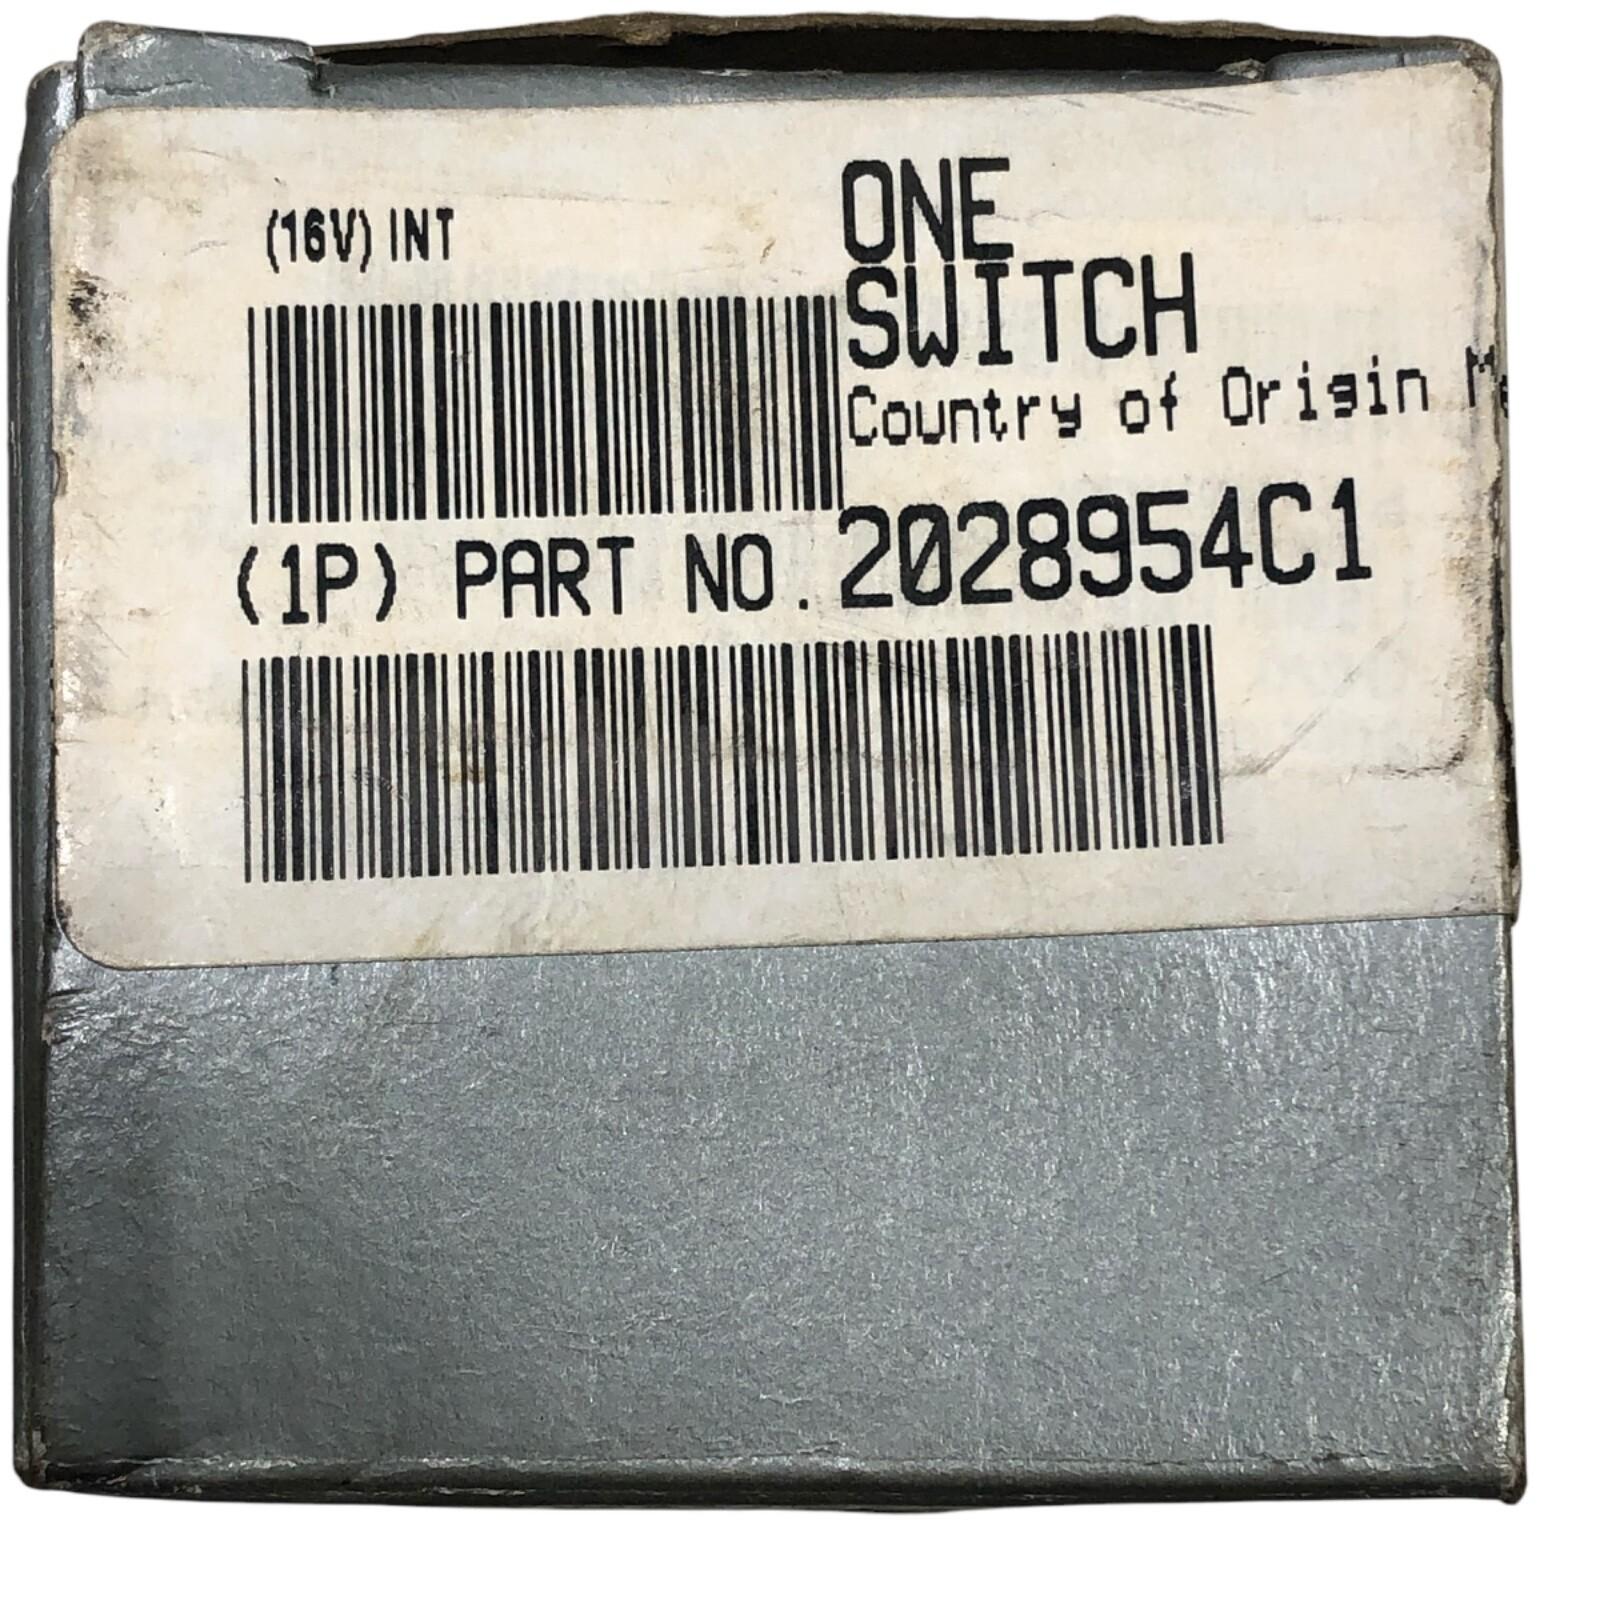 (16V) INT
ONE
SWITCH
Country of Origin
(1P) PART NO. 2028954C1